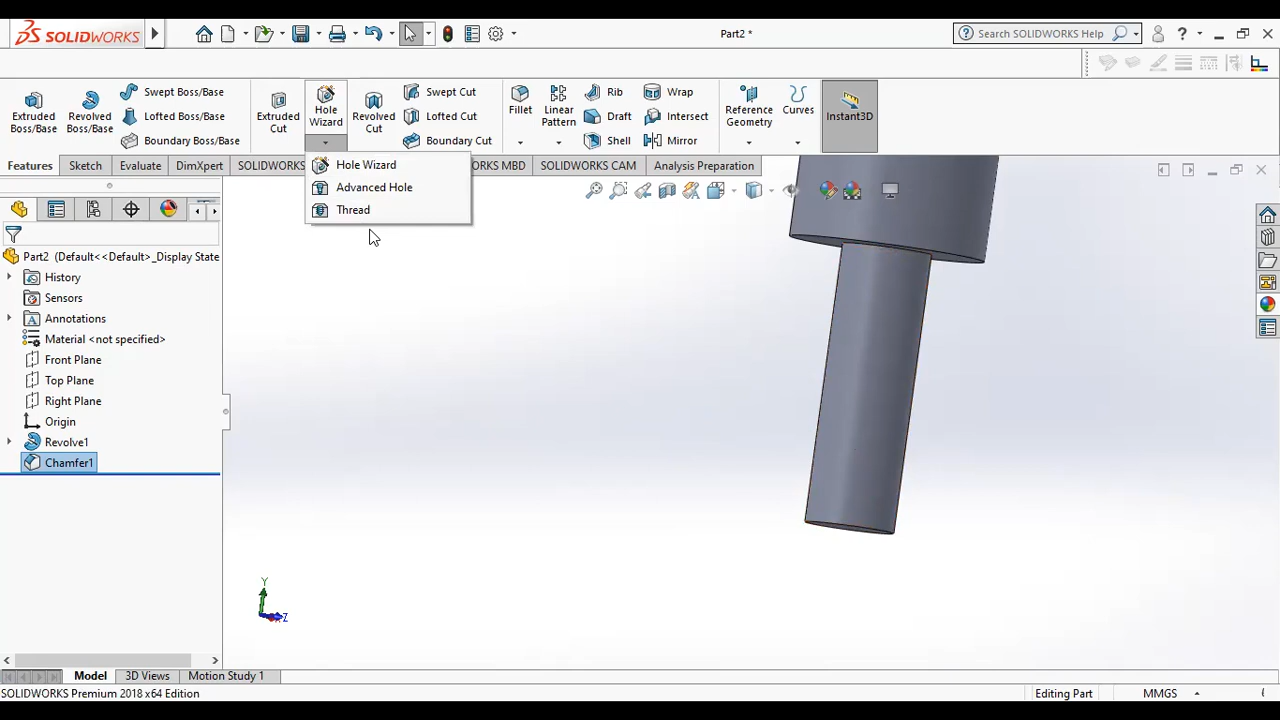 SOLIDWORKS
Part2 *
Search SOLIDWORKS Help
Extruded Boss/Base
Revolved Boss/Base
Swept Boss/Base
Lofted Boss/Base
Boundary Boss/Base
Extruded Cut
Hole Wizard
Revolved Cut
Swept Cut
Lofted Cut
Boundary Cut
Fillet
Linear Pattern
Rib
Draft
Shell
Wrap
Intersect
Mirror
Reference Geometry
Curves
Instant3D
Features
Sketch
Evaluate
DimXpert
SOLIDWORKS
WORKS MBD
SOLIDWORKS CAM
Analysis Preparation
Hole Wizard
Advanced Hole
Thread
Part2 (Default<<Default>_Display State
History
Sensors
Annotations
Material <not specified>
Front Plane
Top Plane
Right Plane
Origin
Revolve1
Chamfer1
Y
Z
Model
3D Views
Motion Study 1
SOLIDWORKS Premium 2018 x64 Edition
Editing Part
MMGS